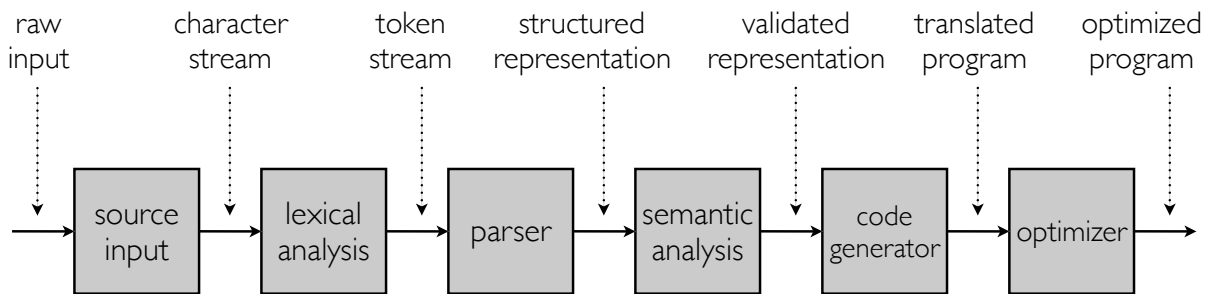 raw
input
character
stream
token
stream
structured
representation
validated
representation
translated
program
optimized
program
source
input
lexical
analysis
parser
semantic
analysis
code
generator
optimizer